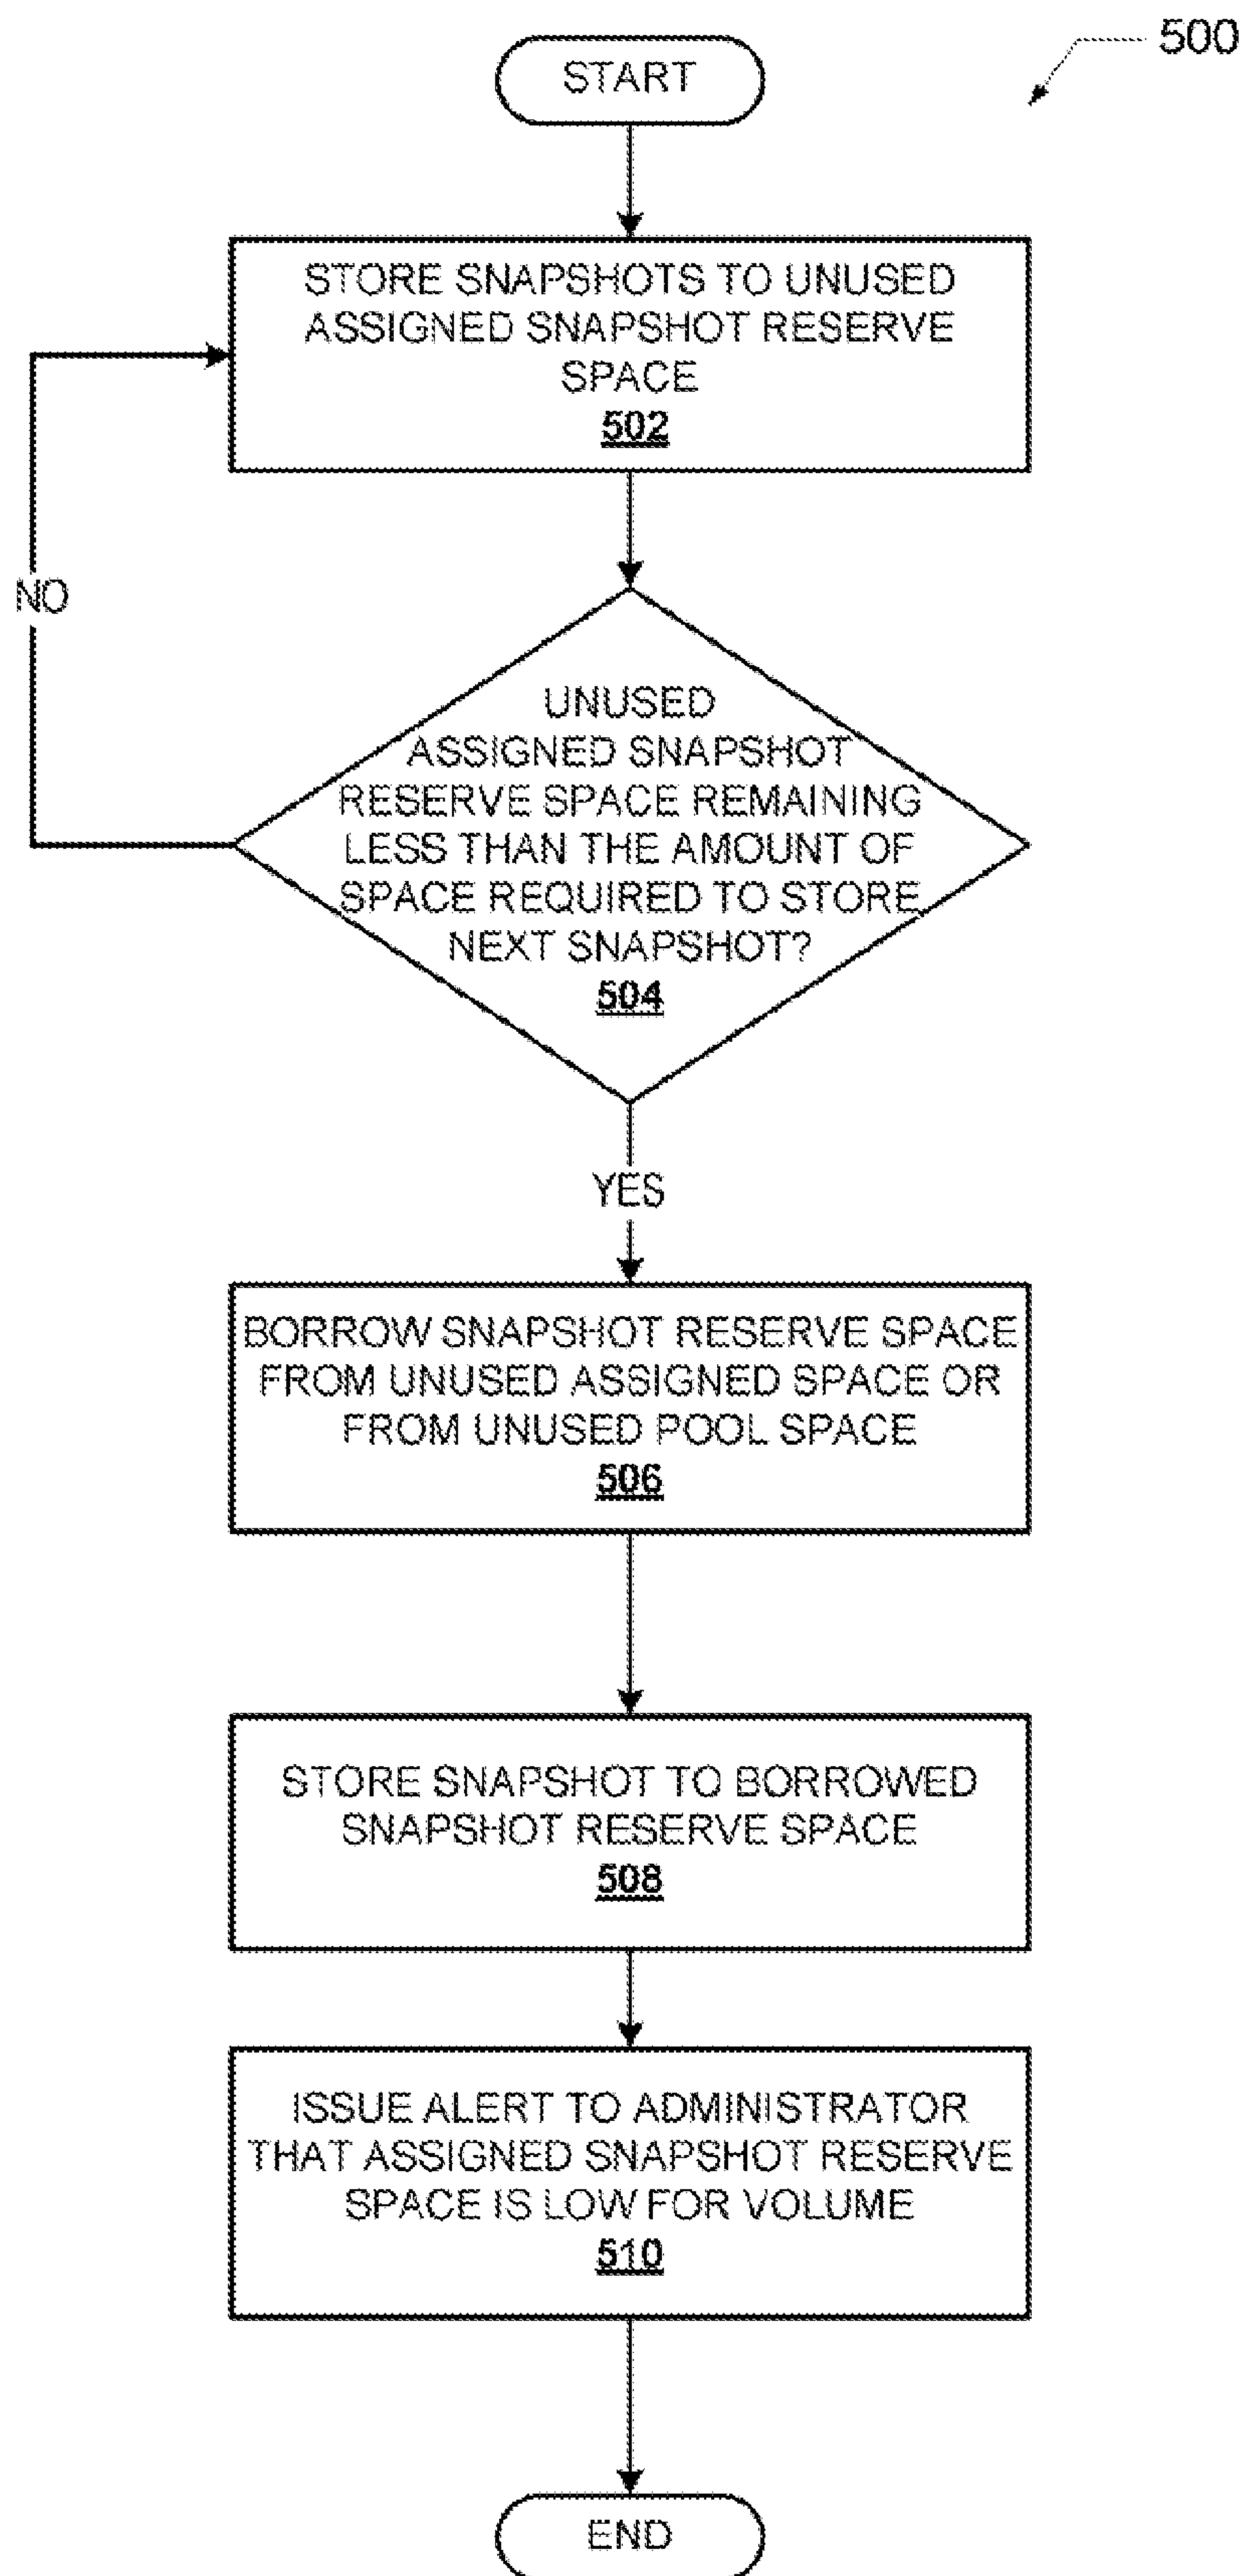 500
START
STORE SNAPSHOTS TO UNUSED
ASSIGNED SNAPSHOT RESERVE
SPACE
502
NO
UNUSED
ASSIGNED SNAPSHOT
RESERVE SPACE REMAINING
LESS THAN THE AMOUNT OF
SPACE REQUIRED TO STORE
NEXT SNAPSHOT?
504
YES
BORROW SNAPSHOT RESERVE SPACE
FROM UNUSED ASSIGNED SPACE OR
FROM UNUSED POOL SPACE
506
STORE SNAPSHOT TO BORROWED
SNAPSHOT RESERVE SPACE
508
ISSUE ALERT TO ADMINISTRATOR
THAT ASSIGNED SNAPSHOT RESERVE
SPACE IS LOW FOR VOLUME
510
END